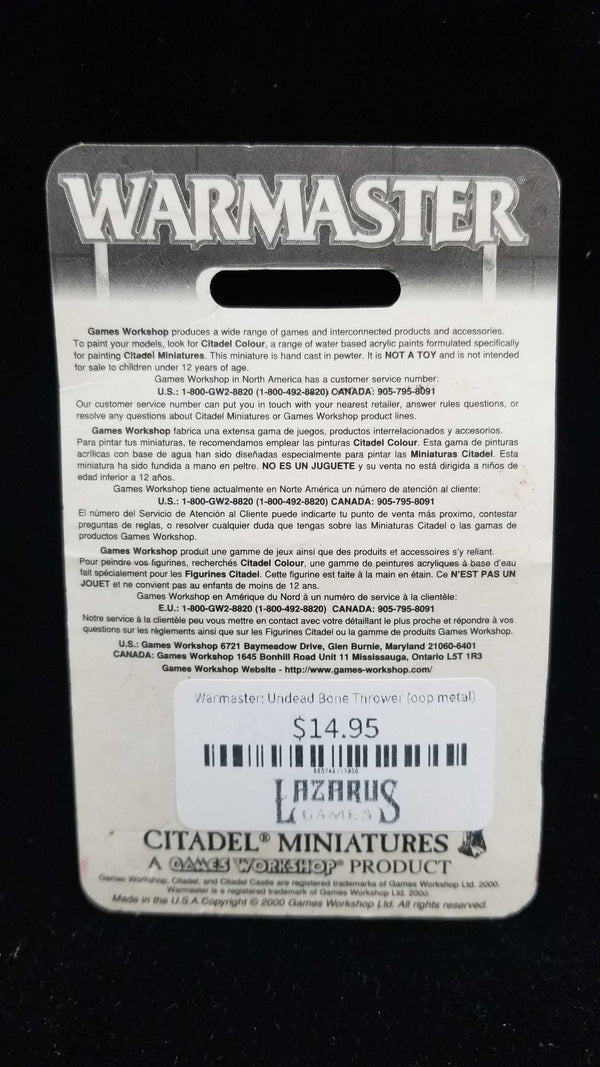 WARMASTER®
Games Workshop produces a wide range of games and interconnected products and accessories.
To paint your models, look for Citadel Colour, a range of water based acrylic paints formulated specifically
for painting Citadel Miniatures. This miniature is hand cast in pewter. It is NOT A TOY and is not intended
for sale to children under 12 years of age.
Games Workshop in North America has a customer service number:
U.S.: 1-800-GW2-8820 (1-800-492-8820) CANADA: 905-795-8091
Our customer service number can put you in touch with your nearest retailer, answer rules questions, or
resolve any questions about Citadel Miniatures or Games Workshop product lines.
Games Workshop fabrica una extensa gama de juegos, productos interrelacionados y accesorios.
Para pintar tus miniaturas, te recomendamos emplear las pinturas Citadel Colour. Esta gama de pinturas
acrílicas con base de agua han sido diseñadas especialmente para pintar las Miniaturas Citadel. Esta
miniatura ha sido fundida a mano en peltre. NO ES UN JUGUETE y su venta no está dirigida a niños de
edad inferior a 12 años.
Games Workshop tiene actualmente en Norte América un número de atención al cliente:
U.S.: 1-800-GW2-8820 (1-800-492-8820) CANADA: 905-795-8091
El número del Servicio de Atención al Cliente puede indicarte tu punto de venta más proximo, contestar
preguntas de reglas, o resolver cualquier duda que tengas sobre las Miniaturas Citadel o las gamas de
productos Games Workshop.
Games Workshop produit une gamme de jeux ainsi que des produits et accessoires s'y reliant.
Pour peindre vos figurines, recherchés Citadel Colour, une gamme de peintures acryliques à base d'eau
fait spécialement pour les Figurines Citadel. Cette figurine est faite à la main en étain. Ce N'EST PAS UN
JOUET et ne convient pas au enfants de moins de 12 ans.
Games Workshop en Amérique du Nord à un numéro de service à la clientèle:
E.U.: 1-800-GW2-8820 (1-800-492-8820) CANADA: 905-795-8091
Notre service à la clientèle peu vous mettre en contact avec votre détaillant le plus proche et répondre à vos
questions sur les règlements ainsi que sur les Figurines Citadel ou la gamme de produits Games Workshop.
U.S.: Games Workshop 6721 Baymeadow Drive, Glen Burnie, Maryland 21060-6401
CANADA: Games Workshop 1645 Bonhill Road Unit 11 Mississauga, Ontario L5T 1R3
Games Workshop Website - http://www.games-workshop.com/
Warmaster: Undead Bone Thrower (oop metal)
$14.95
LAZARUS
GAMES
CITADEL® MINIATURES
A GAMES WORKSHOP® PRODUCT
Games Workshop, Citadel, and Citadel Castle are registered trademarks of Games Workshop Ltd. 2000.
Warmaster is a registered trademark of Games Workshop Ltd. 2000.
Made in the U.S.A. Copyright © 2000 Games Workshop Ltd. All rights reserved.